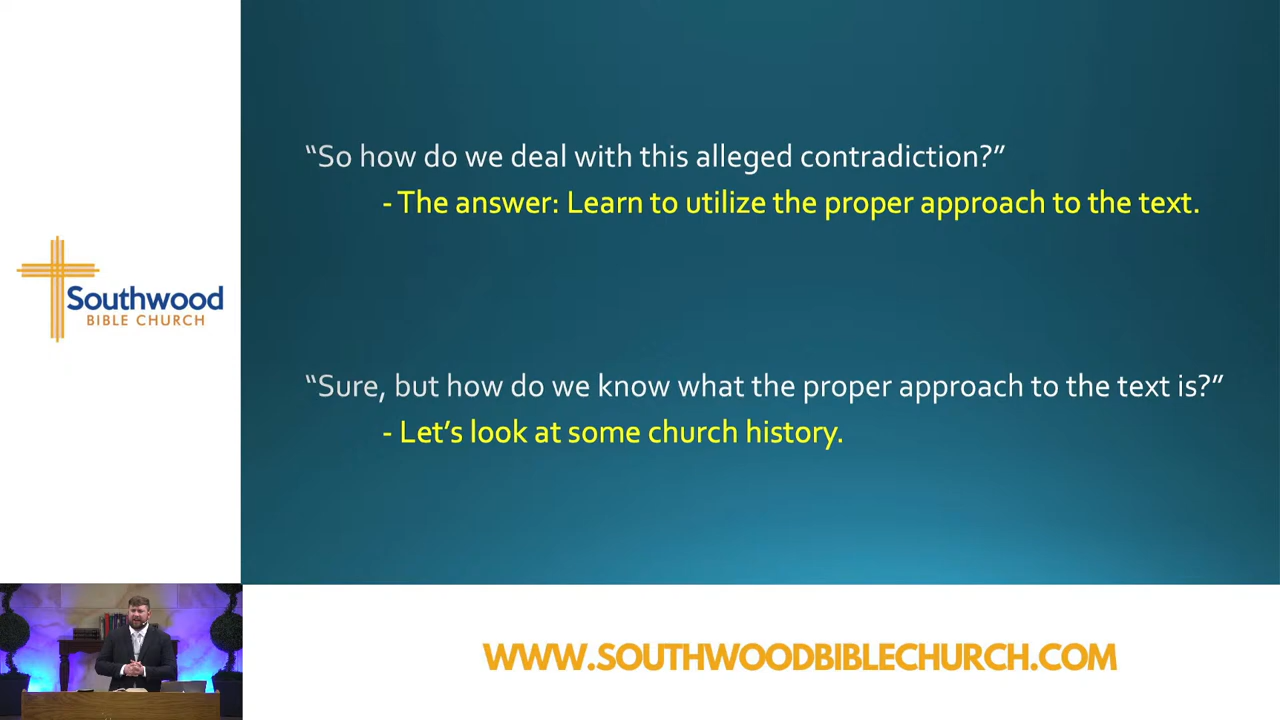 “So how do we deal with this alleged contradiction?”
- The answer: Learn to utilize the proper approach to the text.
Southwood
BIBLE CHURCH
“Sure, but how do we know what the proper approach to the text is?”
- Let’s look at some church history.
WWW.SOUTHWOODBIBLECHURCH.COM